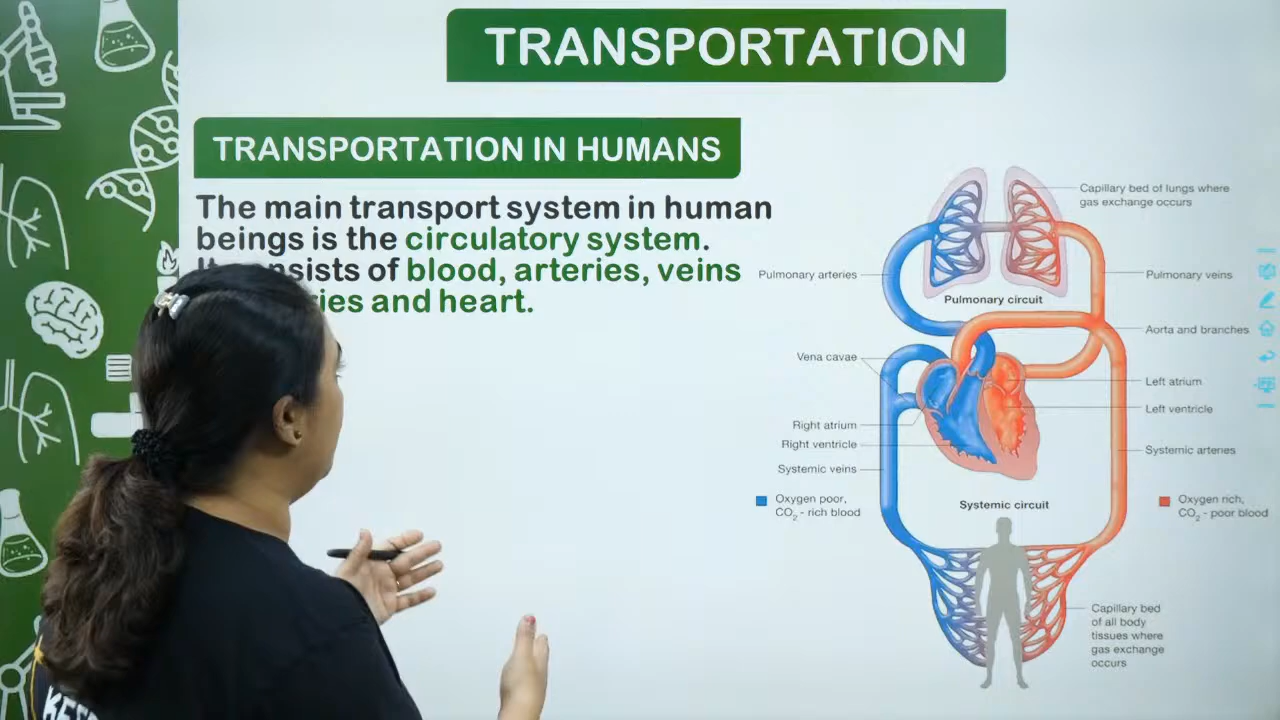 TRANSPORTATION
TRANSPORTATION IN HUMANS
The main transport system in human
beings is the circulatory system.
of blood, arteries, veins
and heart.
Capillary bed of lungs where
gas exchange occurs
Pulmonary arteries
Pulmonary veins
Pulmonary circuit
Aorta and branches
Vena cavae
Left atrium
Left ventricle
Right atrium
Right ventricle
Systemic arteries
Systemic veins
Oxygen poor,
CO2 - rich blood
Systemic circuit
Oxygen rich,
CO2 - poor blood
Capillary bed
of all body
tissues where
gas exchange
occurs